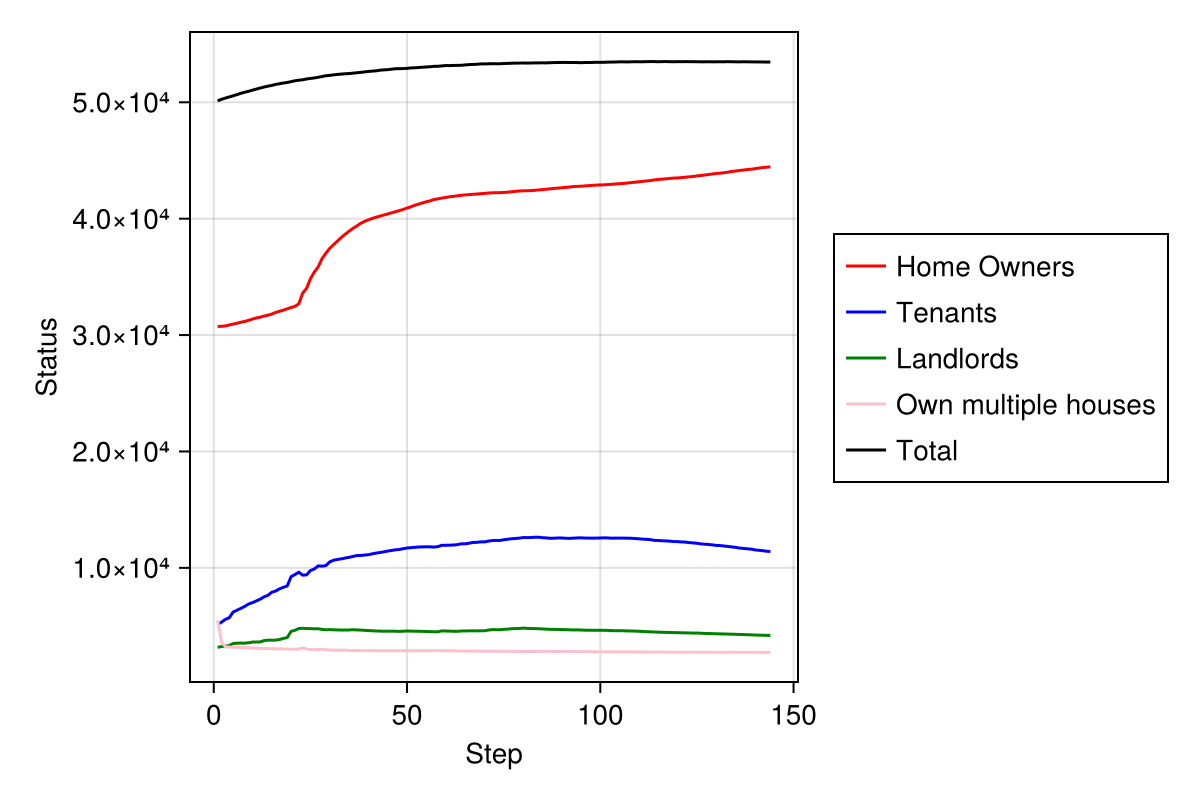 5.0×10⁴
4.0×10⁴
3.0×10⁴
2.0×10⁴
1.0×10⁴
Status
0
50
100
150
Step
Home Owners
Tenants
Landlords
Own multiple houses
Total